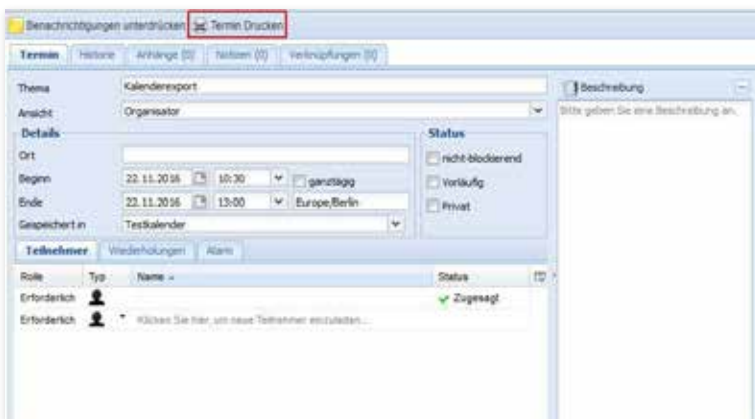 Benachrichtigungen unterdrücken Termin Drucken
Termin Historie Anhänge (0) Notizen (0) Verknüpfungen (0)
Thema Kalenderexport
Ansicht Organisator
Details
Ort
Beginn 22.11.2016 10:30 ganztägig
Ende 22.11.2016 13:00 Europe/Berlin
Gespeichert in Testkalender
Status
nicht-blockierend
Vorläufig
Privat
Teilnehmer Wiederholungen Alarm
Rolle Typ Name Status
Erforderlich Zugesagt
Erforderlich Klicken Sie hier, um neue Teilnehmer einzuladen...
Beschreibung
Bitte geben Sie eine Beschreibung an.